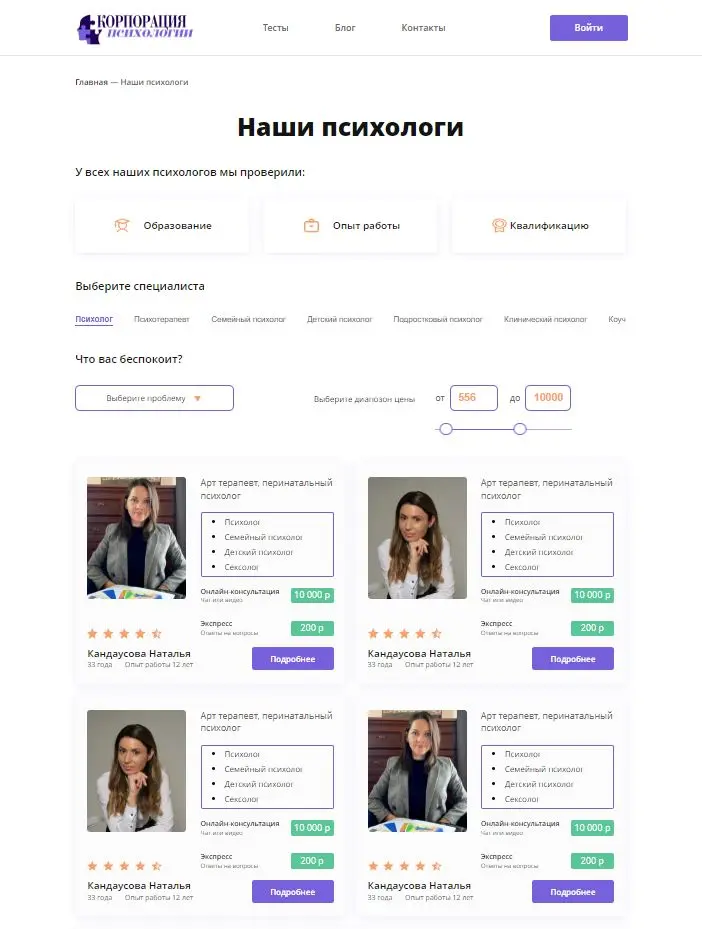 КОРПОРАЦИЯ
ПСИХОЛОГИИ
Тесты
Блог
Контакты
Войти
Главная — Наши психологи
Наши психологи
У всех наших психологов мы проверили:
Образование
Опыт работы
Квалификацию
Выберите специалиста
Психолог
Психотерапевт
Семейный психолог
Детский психолог
Подростковый психолог
Клинический психолог
Коуч
Что вас беспокоит?
Выберите проблему
Выберите диапозон цены
от
556
до
10000
Арт терапевт, перинатальный
психолог
Психолог
Семейный психолог
Детский психолог
Сексолог
Онлайн-консультация
Чат или видео
10 000 р
Экспресс
Ответы на вопросы
200 р
Кандаусова Наталья
33 года Опыт работы 12 лет
Подробнее
Арт терапевт, перинатальный
психолог
Психолог
Семейный психолог
Детский психолог
Сексолог
Онлайн-консультация
Чат или видео
10 000 р
Экспресс
Ответы на вопросы
200 р
Кандаусова Наталья
33 года Опыт работы 12 лет
Подробнее
Арт терапевт, перинатальный
психолог
Психолог
Семейный психолог
Детский психолог
Сексолог
Онлайн-консультация
Чат или видео
10 000 р
Экспресс
Ответы на вопросы
200 р
Кандаусова Наталья
33 года Опыт работы 12 лет
Подробнее
Арт терапевт, перинатальный
психолог
Психолог
Семейный психолог
Детский психолог
Сексолог
Онлайн-консультация
Чат или видео
10 000 р
Экспресс
Ответы на вопросы
200 р
Кандаусова Наталья
33 года Опыт работы 12 лет
Подробнее